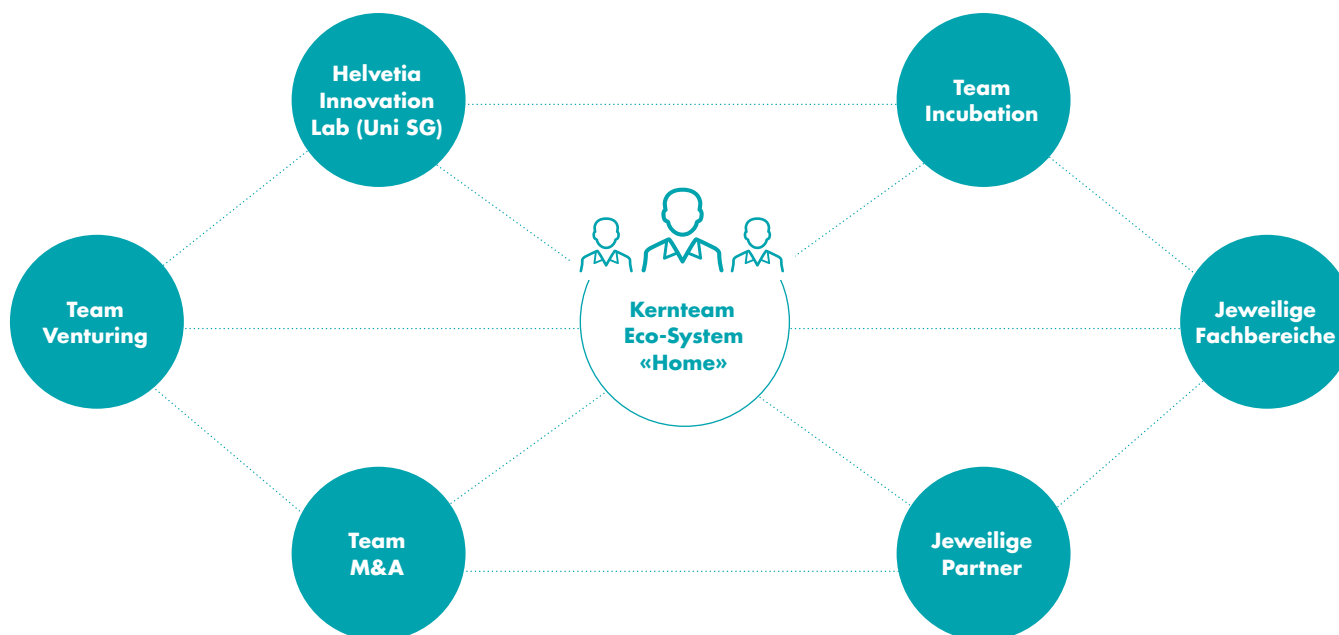 Helvetia
Innovation
Lab (Uni SG)
Team
Incubation
Team
Venturing
Kernteam
Eco-System
«Home»
Jeweilige
Fachbereiche
Team
M&A
Jeweilige
Partner